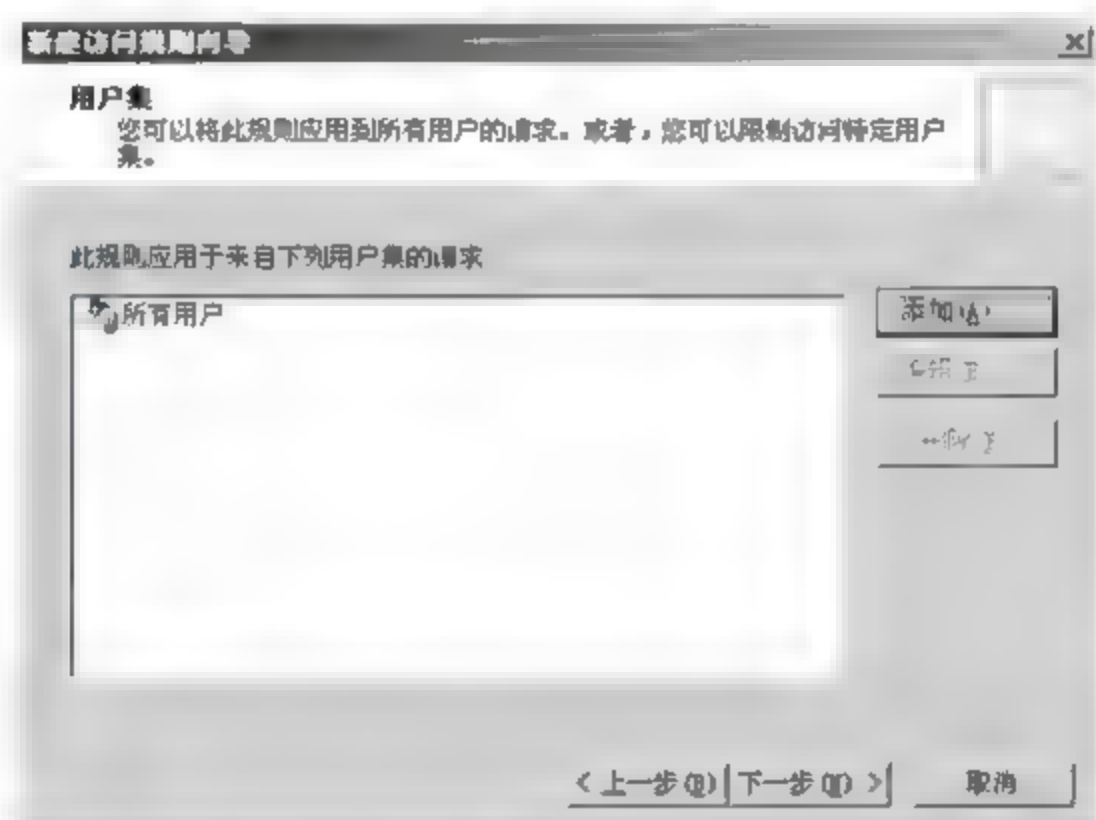 新建访问规则向导
用户集
您可以将此规则应用到所有用户的请求。或者,您可以限制访问特定用户
集。
此规则应用于来自下列用户集的请求
所有用户
添加(A)
< 上一步(B)
下一步(N) >
取消